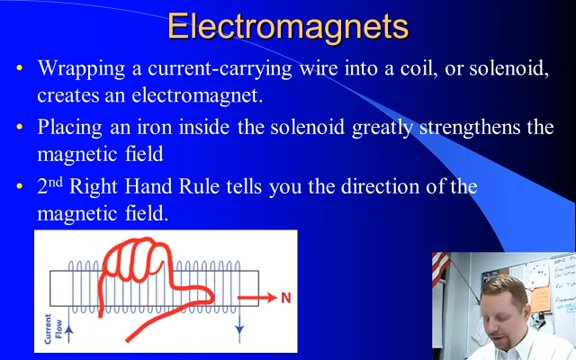 Electromagnets
• Wrapping a current-carrying wire into a coil, or solenoid,
creates an electromagnet.
• Placing an iron inside the solenoid greatly strengthens the
magnetic field
• 2nd Right Hand Rule tells you the direction of the
magnetic field.
N
Current
Flow